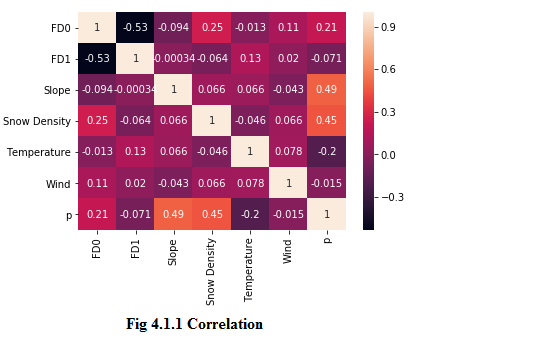 FD0 1 -0.53 -0.094 0.25 -0.013 0.11 0.21 0.9
FD1 -0.53 1 -0.00034 -0.064 0.13 0.02 -0.071
Slope -0.094 -0.00034 1 0.066 0.066 -0.043 0.49 0.6
Snow Density 0.25 -0.064 0.066 1 -0.046 0.066 0.45 0.3
Temperature -0.013 0.13 0.066 -0.046 1 0.078 -0.2 0.0
Wind 0.11 0.02 -0.043 0.066 0.078 1 -0.015 -0.3
p 0.21 -0.071 0.49 0.45 -0.2 -0.015 1
FD0 FD1 Slope Snow Density Temperature Wind p
Fig 4.1.1 Correlation